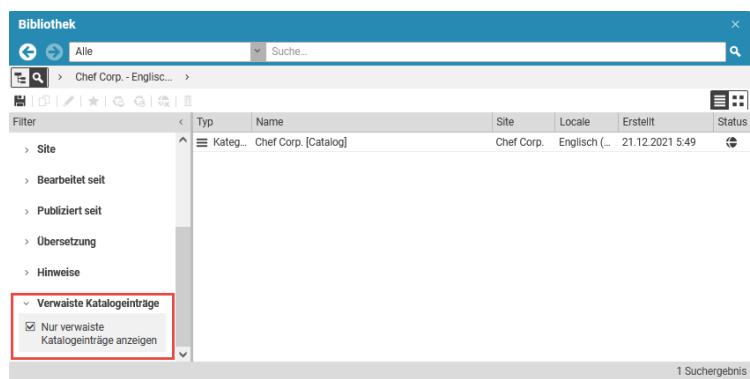 Bibliothek
Alle
Suche...
Chef Corp. - Englisc...
Filter
Typ Name Site Locale Erstellt Status
Site
Kateg... Chef Corp. [Catalog] Chef Corp. Englisch (... 21.12.2021 5:49
Bearbeitet seit
Publiziert seit
Übersetzung
Hinweise
Verwaiste Katalogeinträge
Nur verwaiste
Katalogeinträge anzeigen
1 Suchergebnis